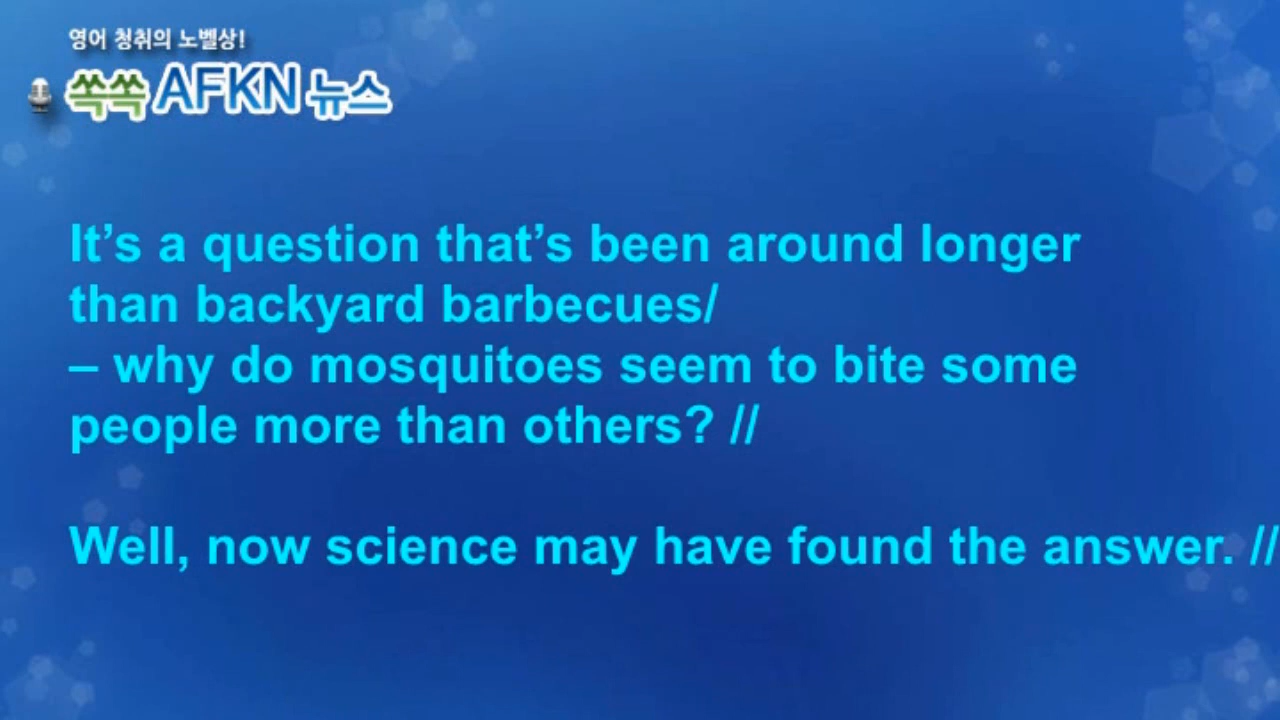 영어 청취의 노벨상!
쏙쏙 AFKN 뉴스
It’s a question that’s been around longer
than backyard barbecues/
– why do mosquitoes seem to bite some
people more than others? //
Well, now science may have found the answer. //